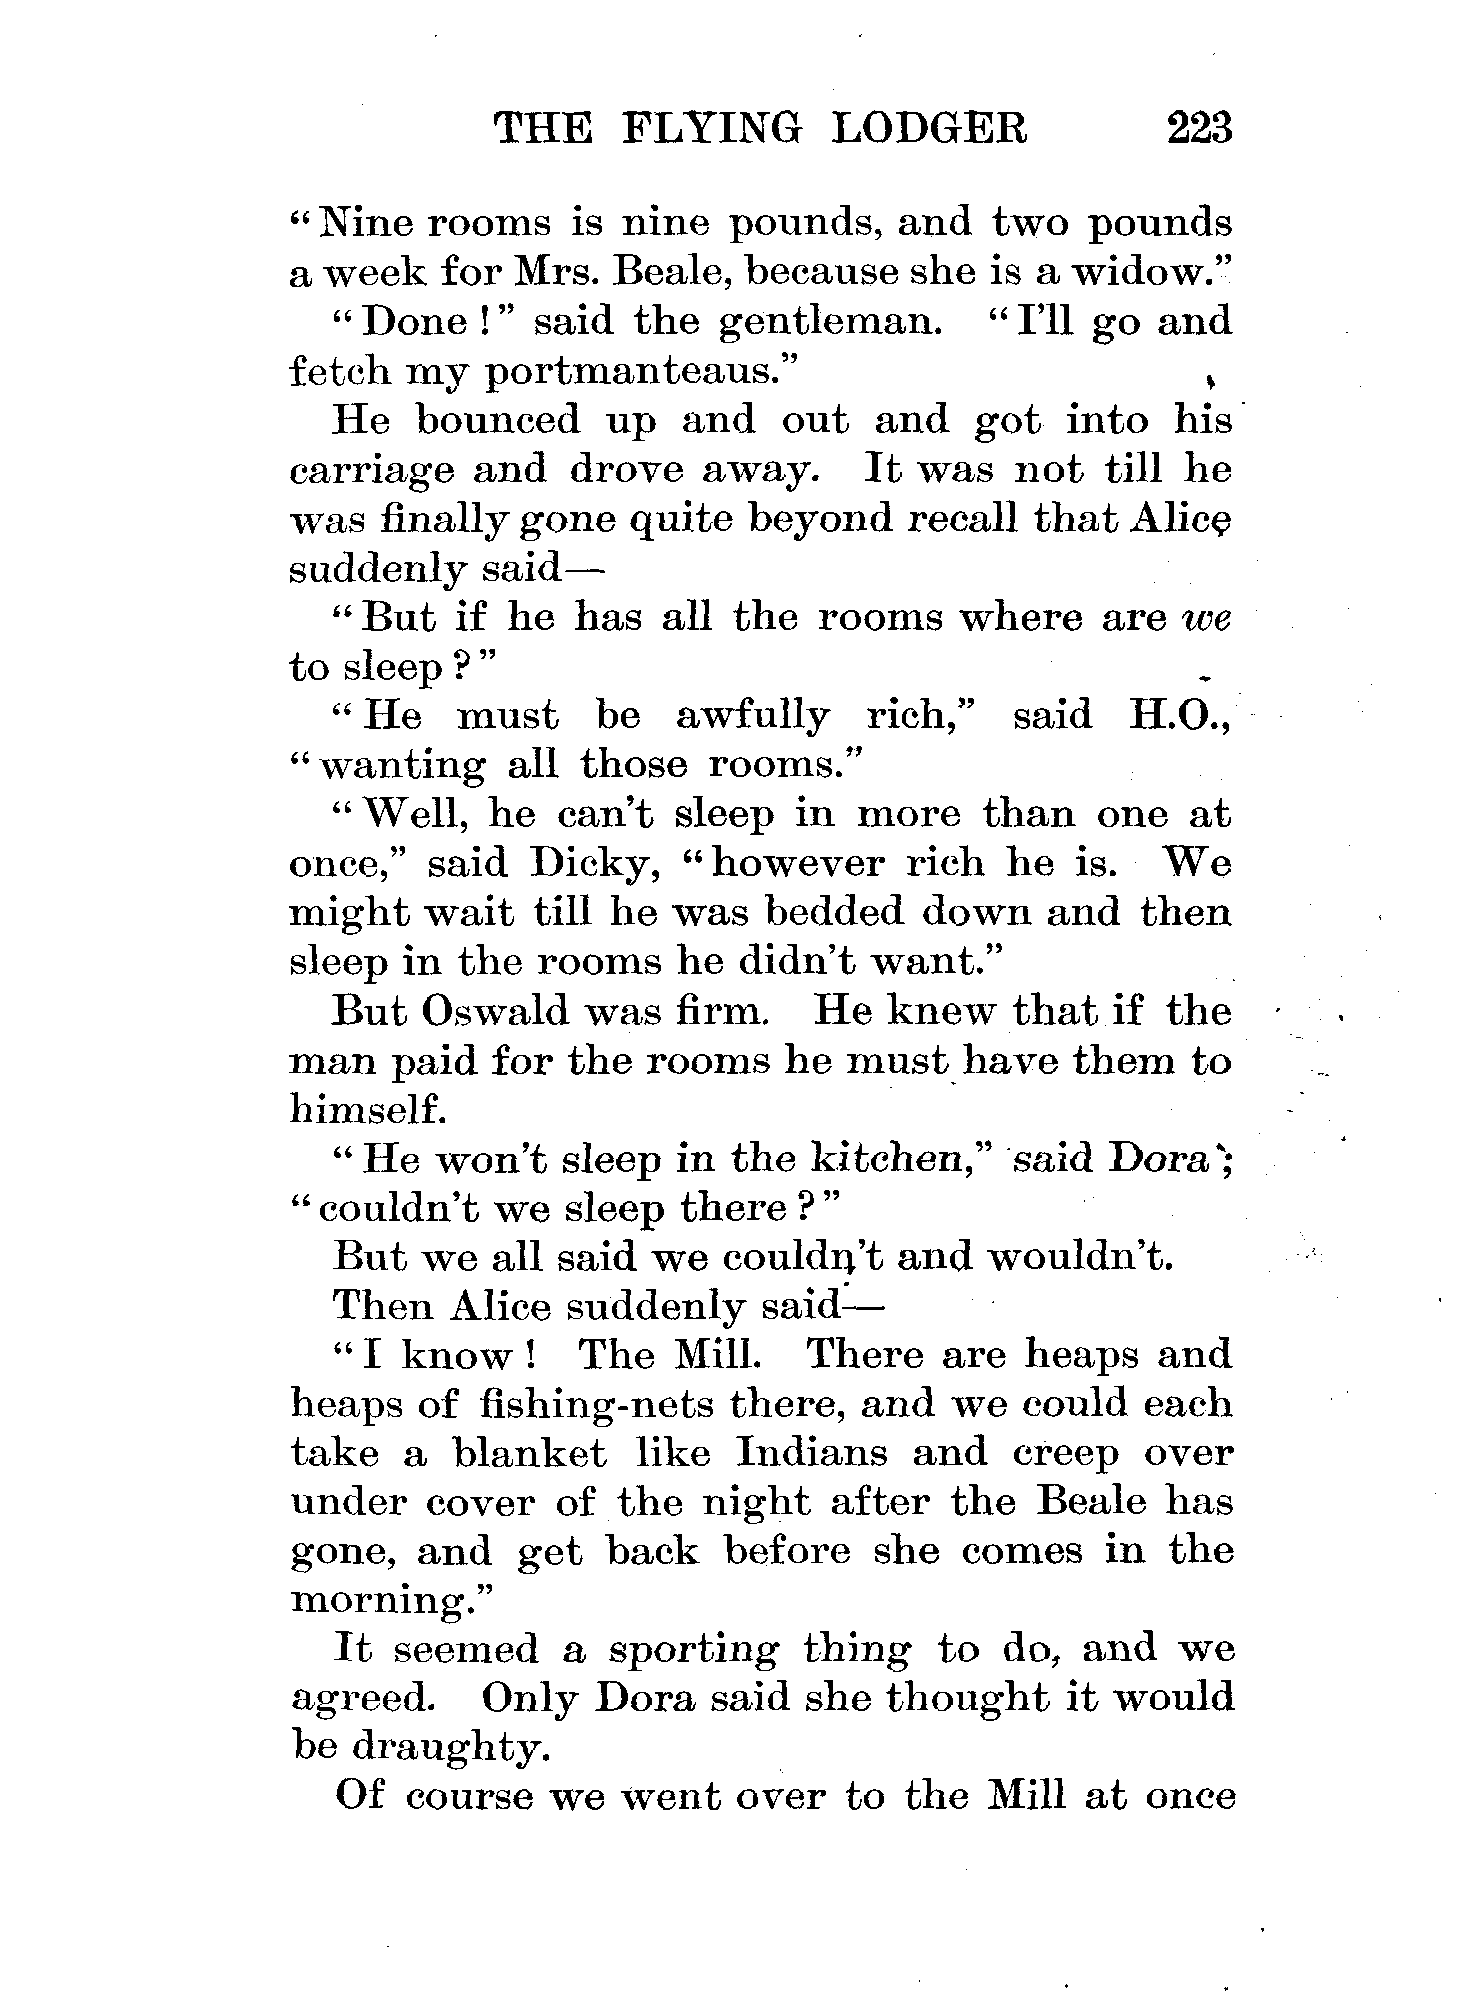 THE FLYING LODGER 223
“Nine rooms is nine pounds, and two pounds
a week for Mrs. Beale, because she is a widow.”
“Done!” said the gentleman. “I’ll go and
fetch my portmanteaus.”
He bounced up and out and got into his
carriage and drove away. It was not till he
was finally gone quite beyond recall that Alice
suddenly said—
“But if he has all the rooms where are we
to sleep?”
“He must be awfully rich,” said H.O.,
“wanting all those rooms.”
“Well, he can’t sleep in more than one at
once,” said Dicky, “however rich he is. We
might wait till he was bedded down and then
sleep in the rooms he didn’t want.”
But Oswald was firm. He knew that if the
man paid for the rooms he must have them to
himself.
“He won’t sleep in the kitchen,” said Dora;
“couldn’t we sleep there?”
But we all said we couldn’t and wouldn’t.
Then Alice suddenly said—
“I know! The Mill. There are heaps and
heaps of fishing-nets there, and we could each
take a blanket like Indians and creep over
under cover of the night after the Beale has
gone, and get back before she comes in the
morning.”
It seemed a sporting thing to do, and we
agreed. Only Dora said she thought it would
be draughty.
Of course we went over to the Mill at once